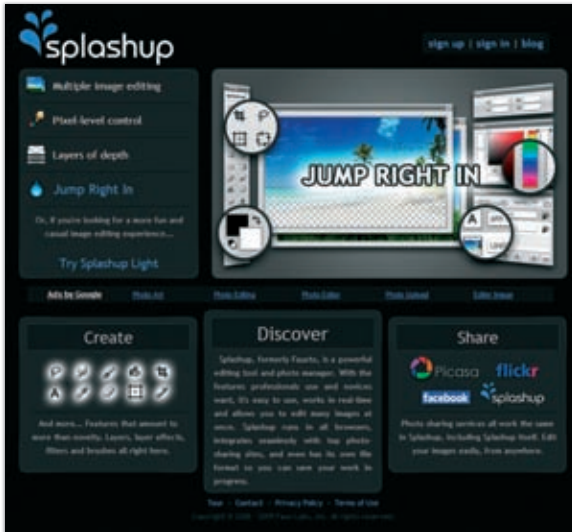 splashup
sign up | sign in | blog
Multiple image editing
Pixel-level control
Layers of depth
Jump Right In
Or, if you're looking for a more fun and
casual image editing experience...
Try Splashup Light
JUMP RIGHT IN
A
Ads by Google Photo Art Photo Editing Photo Editor Photo Upload Editor Image
Create
A
And more... Features that amount to
more than novelty. Layers, layer effects,
filters and brushes all right here.
Discover
Splashup, formerly Fauxto, is a powerful
editing tool and photo manager. With the
features professionals use and novices
want, it's easy to use, works in real-time
and allows you to edit many images at
once. Splashup runs in all browsers,
integrates seamlessly with top photo-
sharing sites, and even has its own file
format so you can save your work in
progress.
Share
Picasa flickr
facebook splashup
Photo sharing services all work the same
in Splashup, including Splashup itself. Edit
your images easily, from anywhere.
Tour - Contact - Privacy Policy - Terms of Use